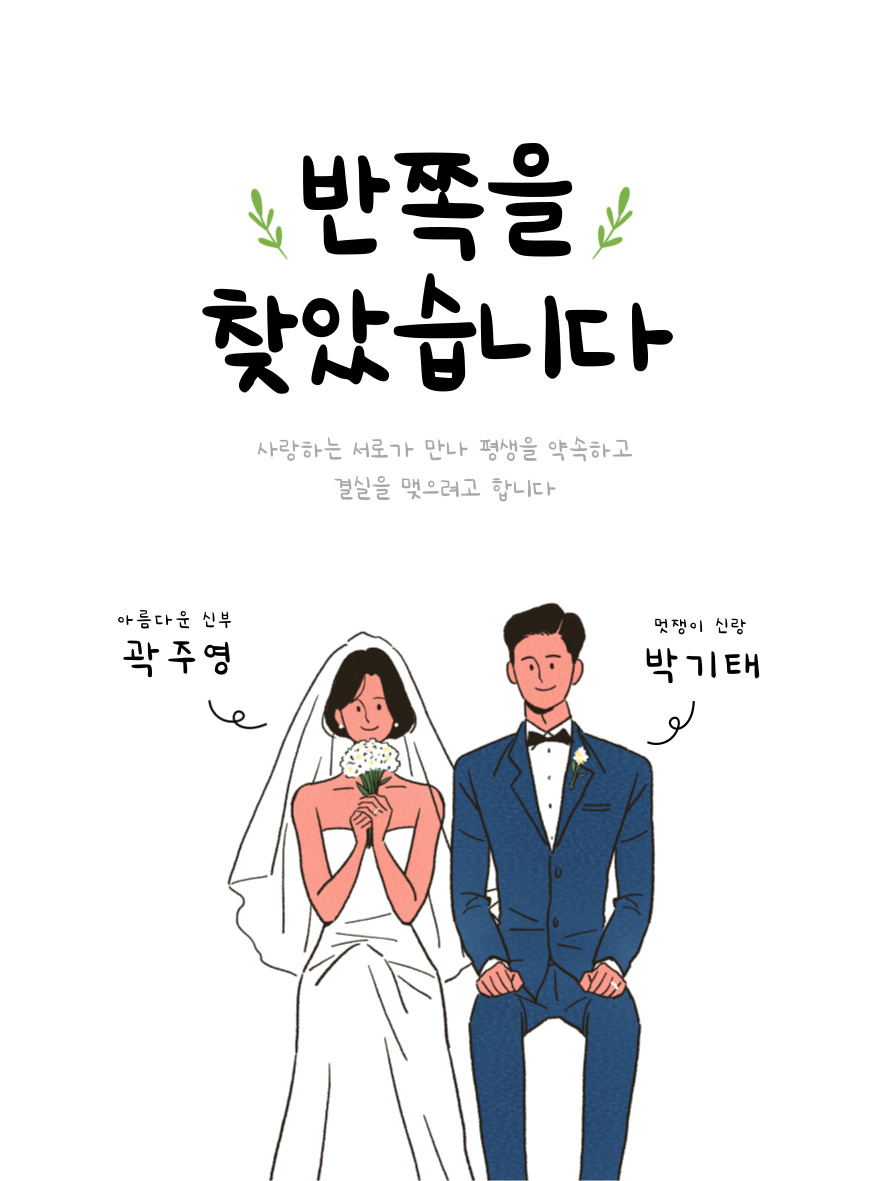 반쪽을
찾았습니다
사랑하는 서로가 만나 평생을 약속하고
결실을 맺으려고 합니다
아름다운 신부
곽주영
멋쟁이 신랑
박기태